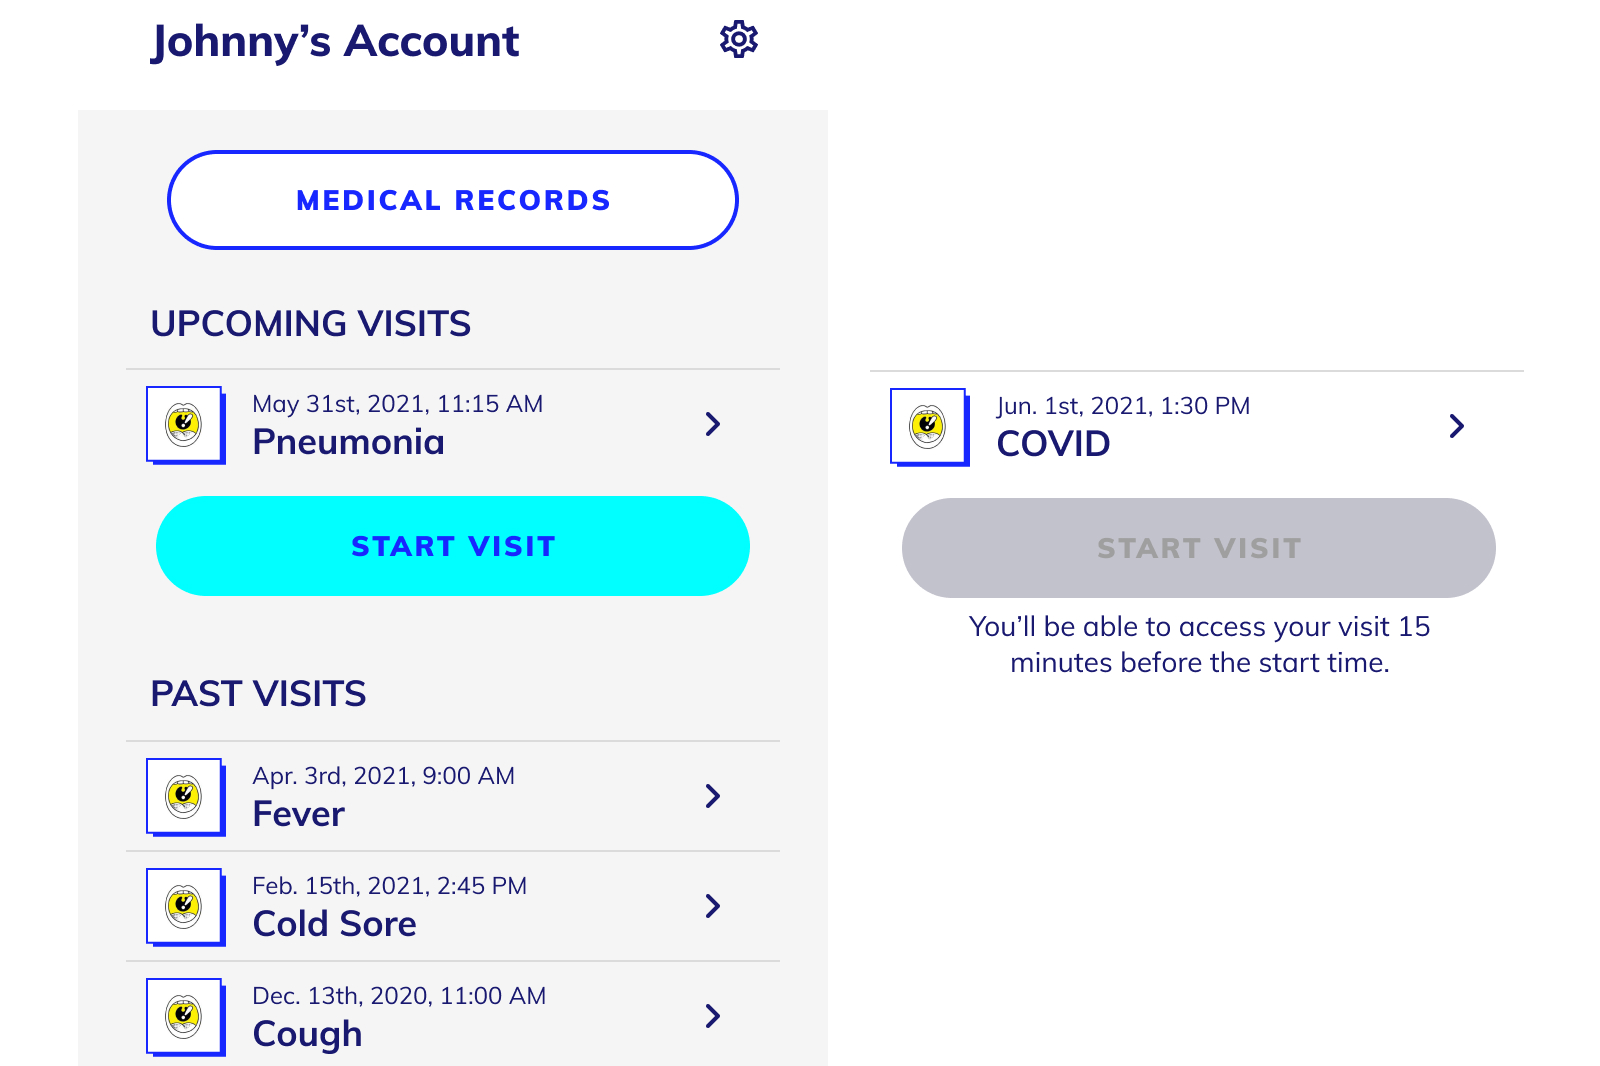 Johnny’s Account
MEDICAL RECORDS
UPCOMING VISITS
May 31st, 2021, 11:15 AM
Pneumonia
START VISIT
PAST VISITS
Apr. 3rd, 2021, 9:00 AM
Fever
Feb. 15th, 2021, 2:45 PM
Cold Sore
Dec. 13th, 2020, 11:00 AM
Cough
Jun. 1st, 2021, 1:30 PM
COVID
START VISIT
You’ll be able to access your visit 15
minutes before the start time.